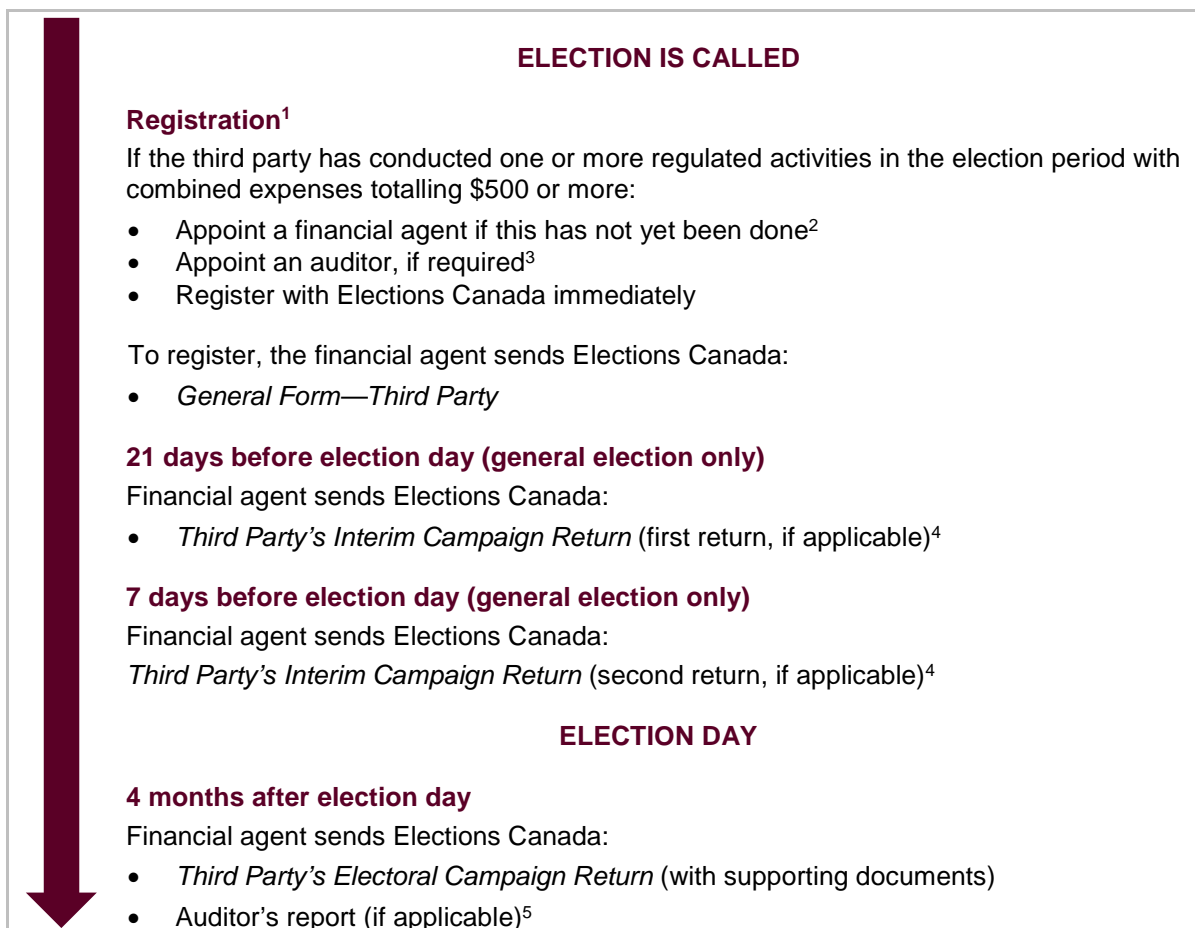 ELECTION IS CALLED
Registration1
If the third party has conducted one or more regulated activities in the election period with
combined expenses totalling $500 or more:
• Appoint a financial agent if this has not yet been done2
• Appoint an auditor, if required3
• Register with Elections Canada immediately
To register, the financial agent sends Elections Canada:
• General Form—Third Party
21 days before election day (general election only)
Financial agent sends Elections Canada:
• Third Party’s Interim Campaign Return (first return, if applicable)4
7 days before election day (general election only)
Financial agent sends Elections Canada:
Third Party’s Interim Campaign Return (second return, if applicable)4
ELECTION DAY
4 months after election day
Financial agent sends Elections Canada:
• Third Party’s Electoral Campaign Return (with supporting documents)
• Auditor’s report (if applicable)5